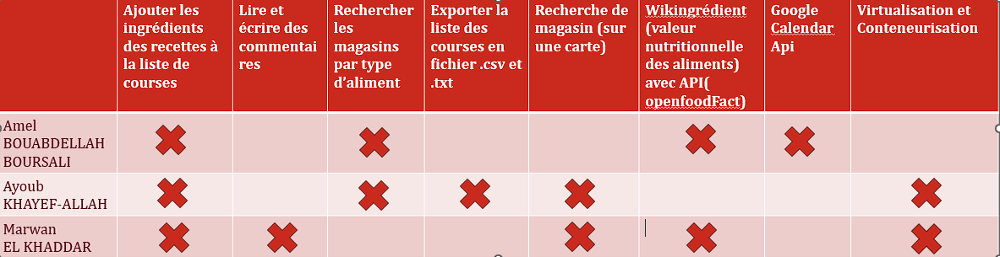 Ajouter les
ingrédients
des recettes à
la liste de
courses
Lire et
écrire des
commentai
res
Rechercher
les
magasins
par type
d’aliment
Exporter la
liste des
courses en
fichier .csv et
.txt
Recherche de
magasin (sur
une carte)
Wikingrédient
(valeur
nutritionnelle
des aliments)
avec API(
openfoodFact)
Google
Calendar
Api
Virtualisation et
Conteneurisation
Amel
BOUABDELLAH
BOURSALI
Ayoub
KHAYEF-ALLAH
Marwan
EL KHADDAR